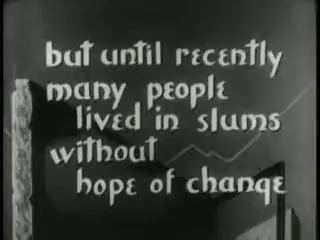 but until recently
many people
lived in slums
without
hope of change